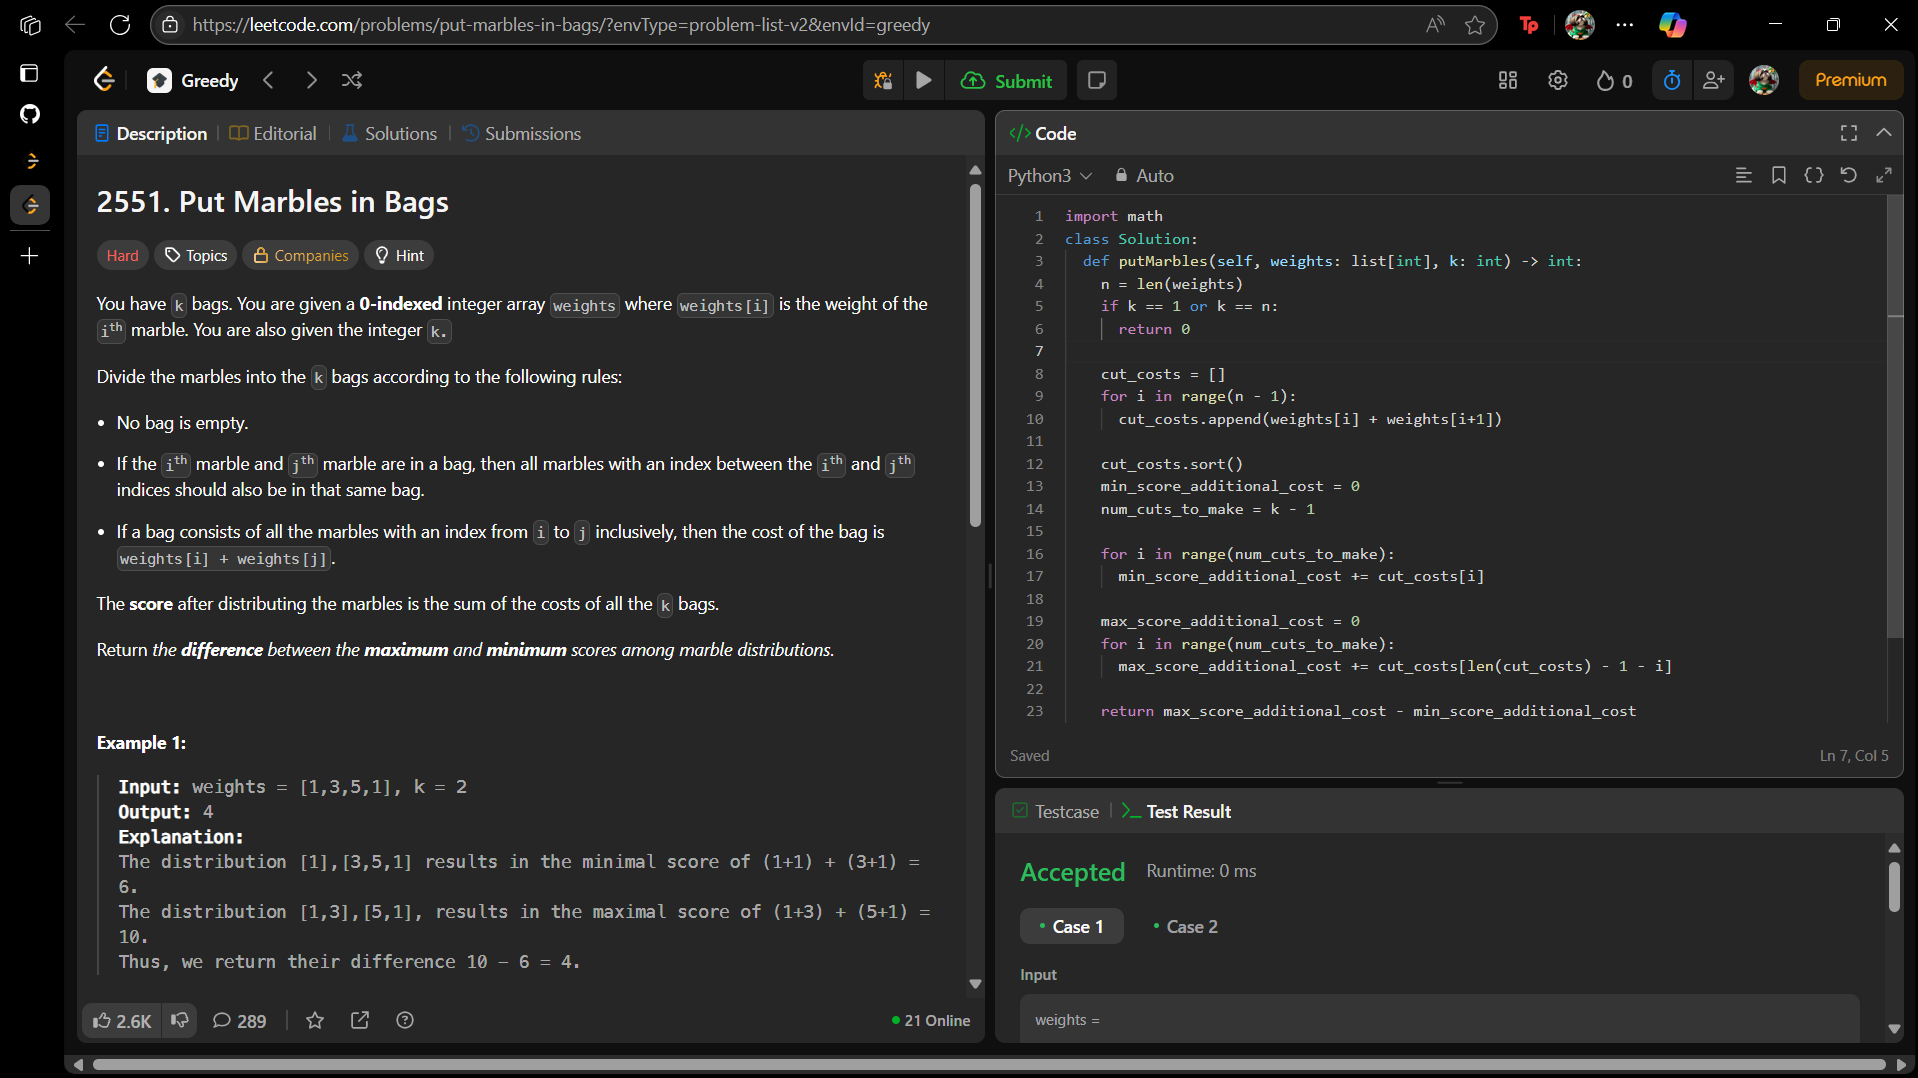 https://leetcode.com/problems/put-marbles-in-bags/?envType=problem-list-v2&envId=greedy
Greedy
Submit
0
Premium
Description
Editorial
Solutions
Submissions
2551. Put Marbles in Bags
Hard
Topics
Companies
Hint
You have k bags. You are given a 0-indexed integer array weights where weights[i] is the weight of the
ith marble. You are also given the integer k.
Divide the marbles into the k bags according to the following rules:
• No bag is empty.
• If the ith marble and jth marble are in a bag, then all marbles with an index between the ith and jth
indices should also be in that same bag.
• If a bag consists of all the marbles with an index from i to j inclusively, then the cost of the bag is
weights[i] + weights[j].
The score after distributing the marbles is the sum of the costs of all the k bags.
Return the difference between the maximum and minimum scores among marble distributions.
Example 1:
Input: weights = [1,3,5,1], k = 2
Output: 4
Explanation:
The distribution [1],[3,5,1] results in the minimal score of (1+1) + (3+1) =
6.
The distribution [1,3],[5,1], results in the maximal score of (1+3) + (5+1) =
10.
Thus, we return their difference 10 - 6 = 4.
2.6K
289
21 Online
</> Code
Python3
Auto
1 import math
2 class Solution:
3 def putMarbles(self, weights: list[int], k: int) -> int:
4 n = len(weights)
5 if k == 1 or k == n:
6 return 0
7
8 cut_costs = []
9 for i in range(n - 1):
10 cut_costs.append(weights[i] + weights[i+1])
11
12 cut_costs.sort()
13 min_score_additional_cost = 0
14 num_cuts_to_make = k - 1
15
16 for i in range(num_cuts_to_make):
17 min_score_additional_cost += cut_costs[i]
18
19 max_score_additional_cost = 0
20 for i in range(num_cuts_to_make):
21 max_score_additional_cost += cut_costs[len(cut_costs) - 1 - i]
22
23 return max_score_additional_cost - min_score_additional_cost
Saved
Ln 7, Col 5
Testcase
Test Result
Accepted
Runtime: 0 ms
• Case 1
• Case 2
Input
weights =